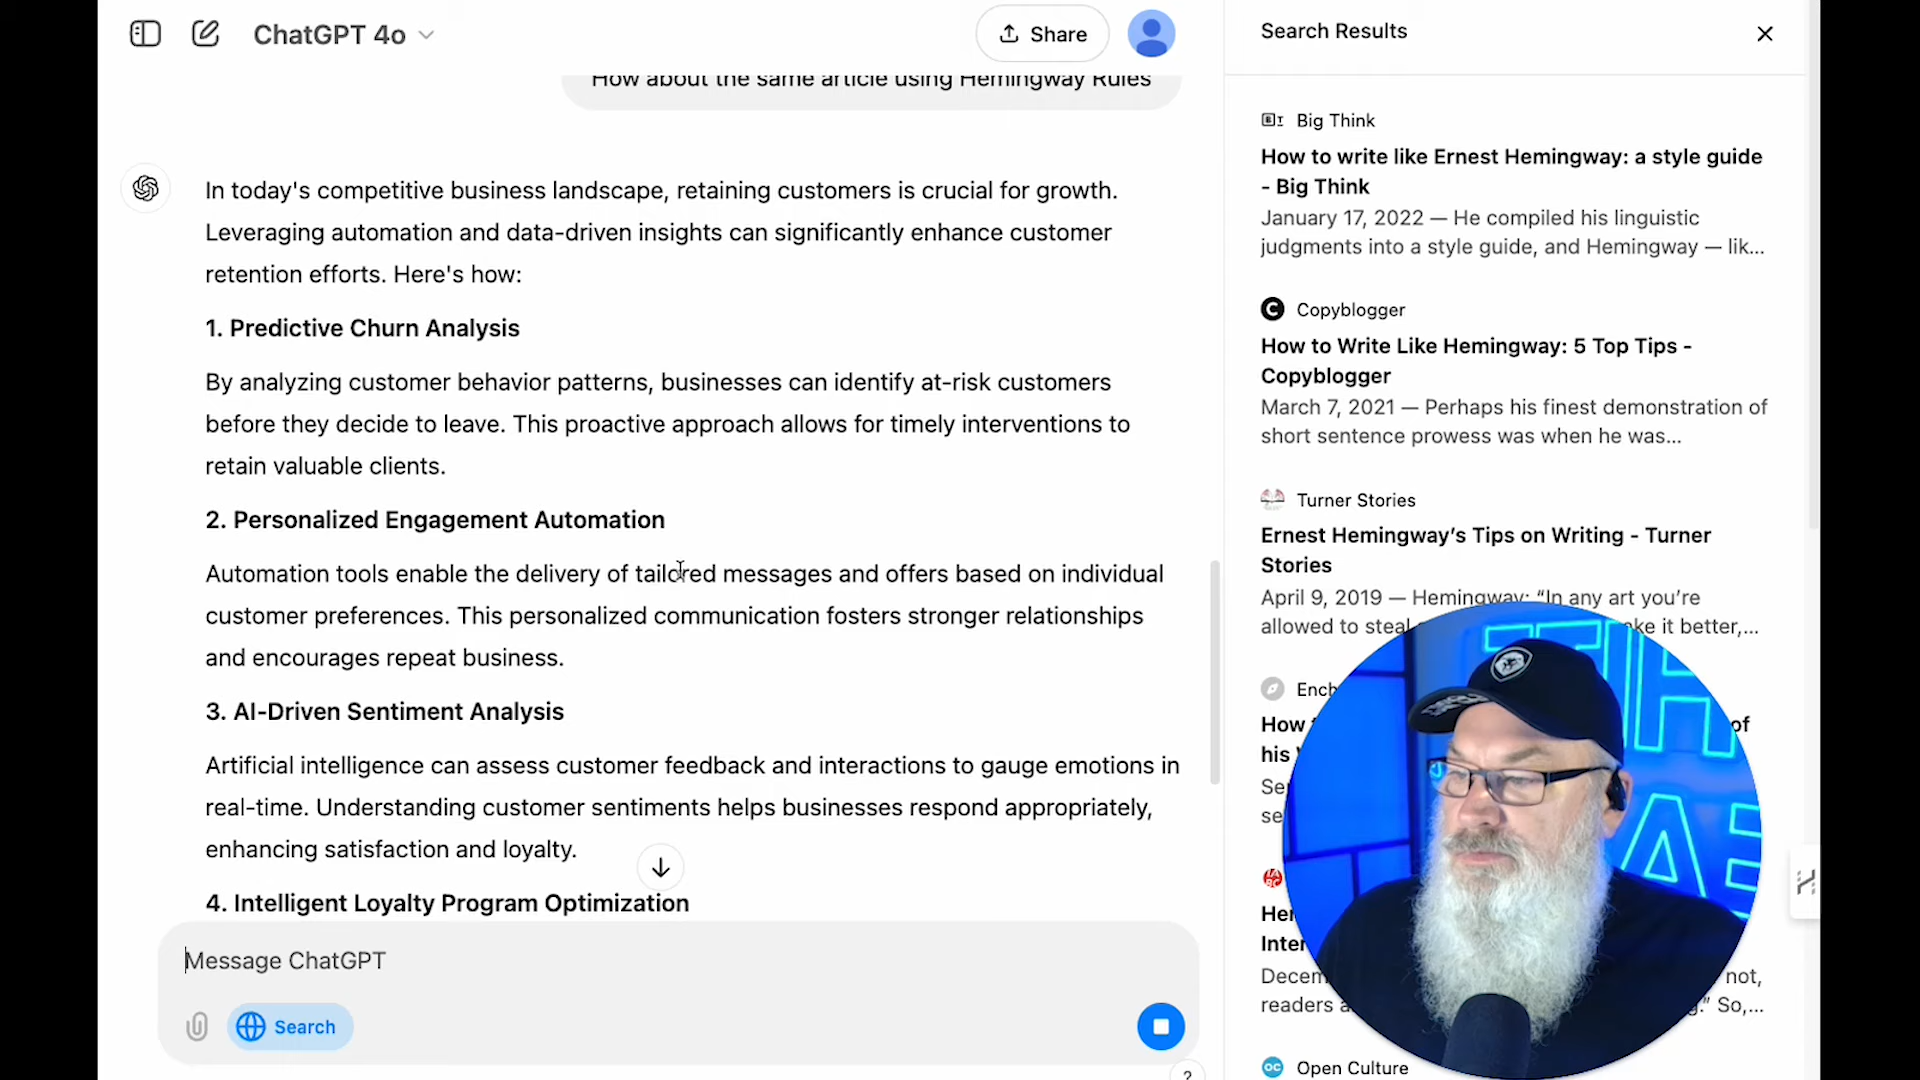 ChatGPT 4o
Share
How about the same article using Hemingway Rules
In today's competitive business landscape, retaining customers is crucial for growth.
Leveraging automation and data-driven insights can significantly enhance customer
retention efforts. Here's how:
1. Predictive Churn Analysis
By analyzing customer behavior patterns, businesses can identify at-risk customers
before they decide to leave. This proactive approach allows for timely interventions to
retain valuable clients.
2. Personalized Engagement Automation
Automation tools enable the delivery of tailored messages and offers based on individual
customer preferences. This personalized communication fosters stronger relationships
and encourages repeat business.
3. AI-Driven Sentiment Analysis
Artificial intelligence can assess customer feedback and interactions to gauge emotions in
real-time. Understanding customer sentiments helps businesses respond appropriately,
enhancing satisfaction and loyalty.
4. Intelligent Loyalty Program Optimization
Message ChatGPT
Search
?
Search Results
Big Think
How to write like Ernest Hemingway: a style guide
- Big Think
January 17, 2022 — He compiled his linguistic
judgments into a style guide, and Hemingway — lik...
Copyblogger
How to Write Like Hemingway: 5 Top Tips -
Copyblogger
March 7, 2021 — Perhaps his finest demonstration of
short sentence prowess was when he was...
Turner Stories
Ernest Hemingway's Tips on Writing - Turner
Stories
April 9, 2019 — Hemingway: “In any art you're
allowed to steal it better,...
How of
his
not,
readers So,...
Open Culture